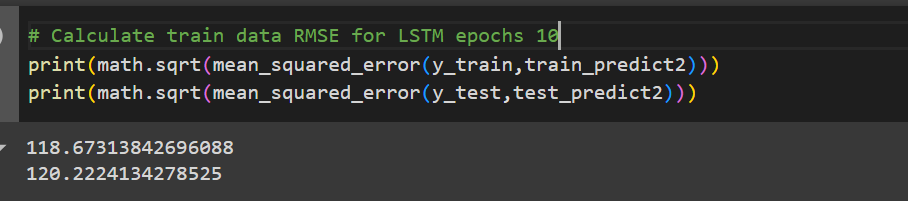 # Calculate train data RMSE for LSTM epochs 10
print(math.sqrt(mean_squared_error(y_train,train_predict2)))
print(math.sqrt(mean_squared_error(y_test,test_predict2)))
118.67313842696088
120.2224134278525